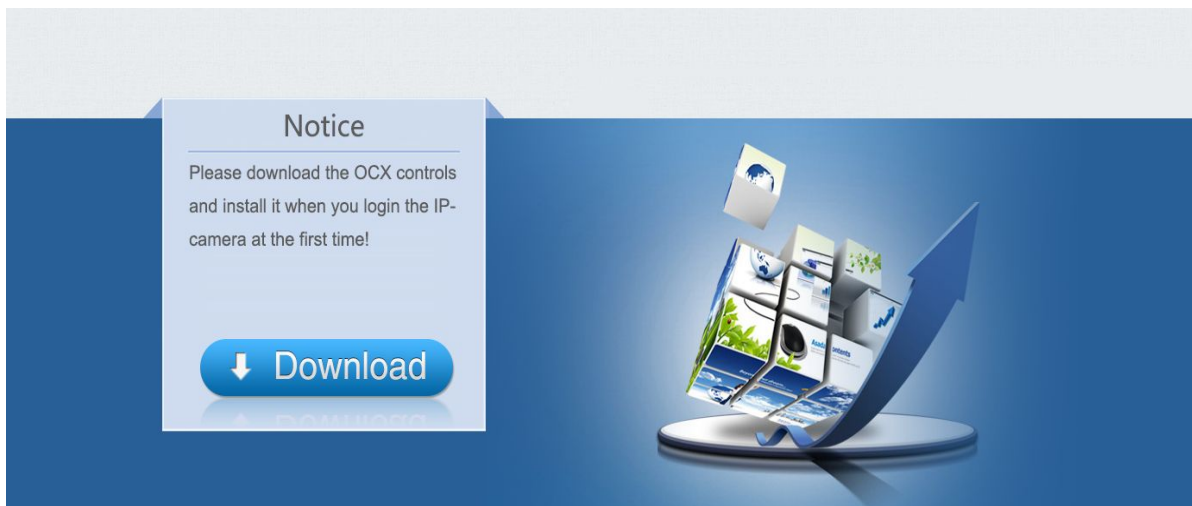 Notice
Please download the OCX controls
and install it when you login the IP-
camera at the first time!
Download